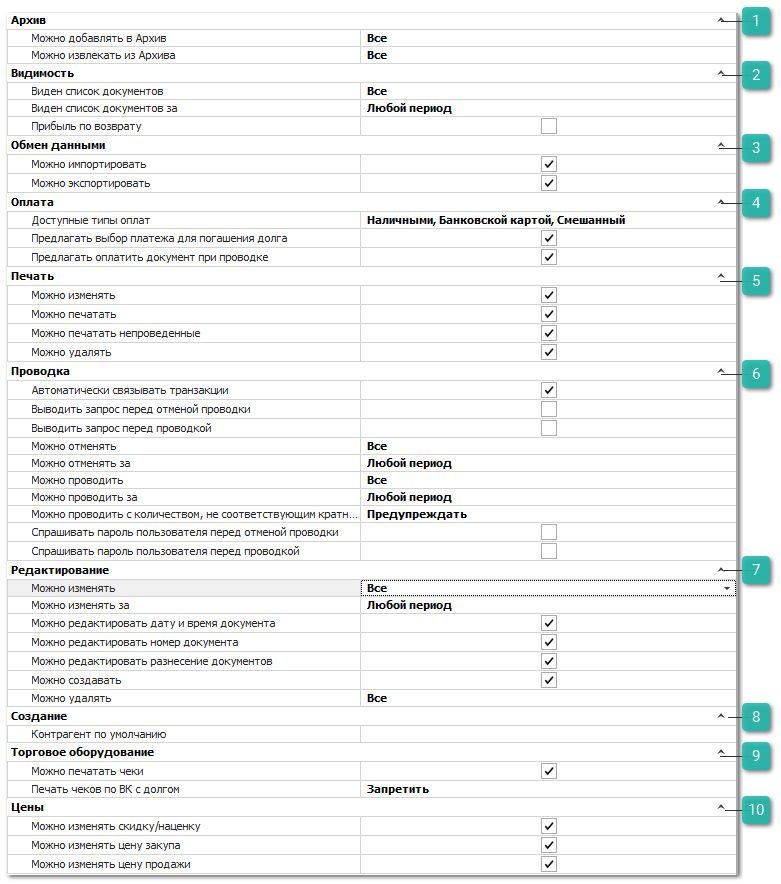 Архив 1
Можно добавлять в Архив Все
Можно извлекать из Архива Все
Видимость 2
Виден список документов Все
Виден список документов за Любой период
Прибыль по возврату
Обмен данными 3
Можно импортировать
Можно экспортировать
Оплата 4
Доступные типы оплат Наличными, Банковской картой, Смешанный
Предлагать выбор платежа для погашения долга
Предлагать оплатить документ при проводке
Печать 5
Можно изменять
Можно печатать
Можно печатать непроведенные
Можно удалять
Проводка 6
Автоматически связывать транзакции
Выводить запрос перед отменой проводки
Выводить запрос перед проводкой
Можно отменять Все
Можно отменять за Любой период
Можно проводить Все
Можно проводить за Любой период
Можно проводить с количеством, не соответствующим кратн... Предупреждать
Спрашивать пароль пользователя перед отменой проводки
Спрашивать пароль пользователя перед проводкой
Редактирование 7
Можно изменять Все
Можно изменять за Любой период
Можно редактировать дату и время документа
Можно редактировать номер документа
Можно редактировать разнесение документов
Можно создавать
Можно удалять Все
Создание 8
Контрагент по умолчанию
Торговое оборудование 9
Можно печатать чеки
Печать чеков по ВК с долгом Запретить
Цены 10
Можно изменять скидку/наценку
Можно изменять цену закупа
Можно изменять цену продажи